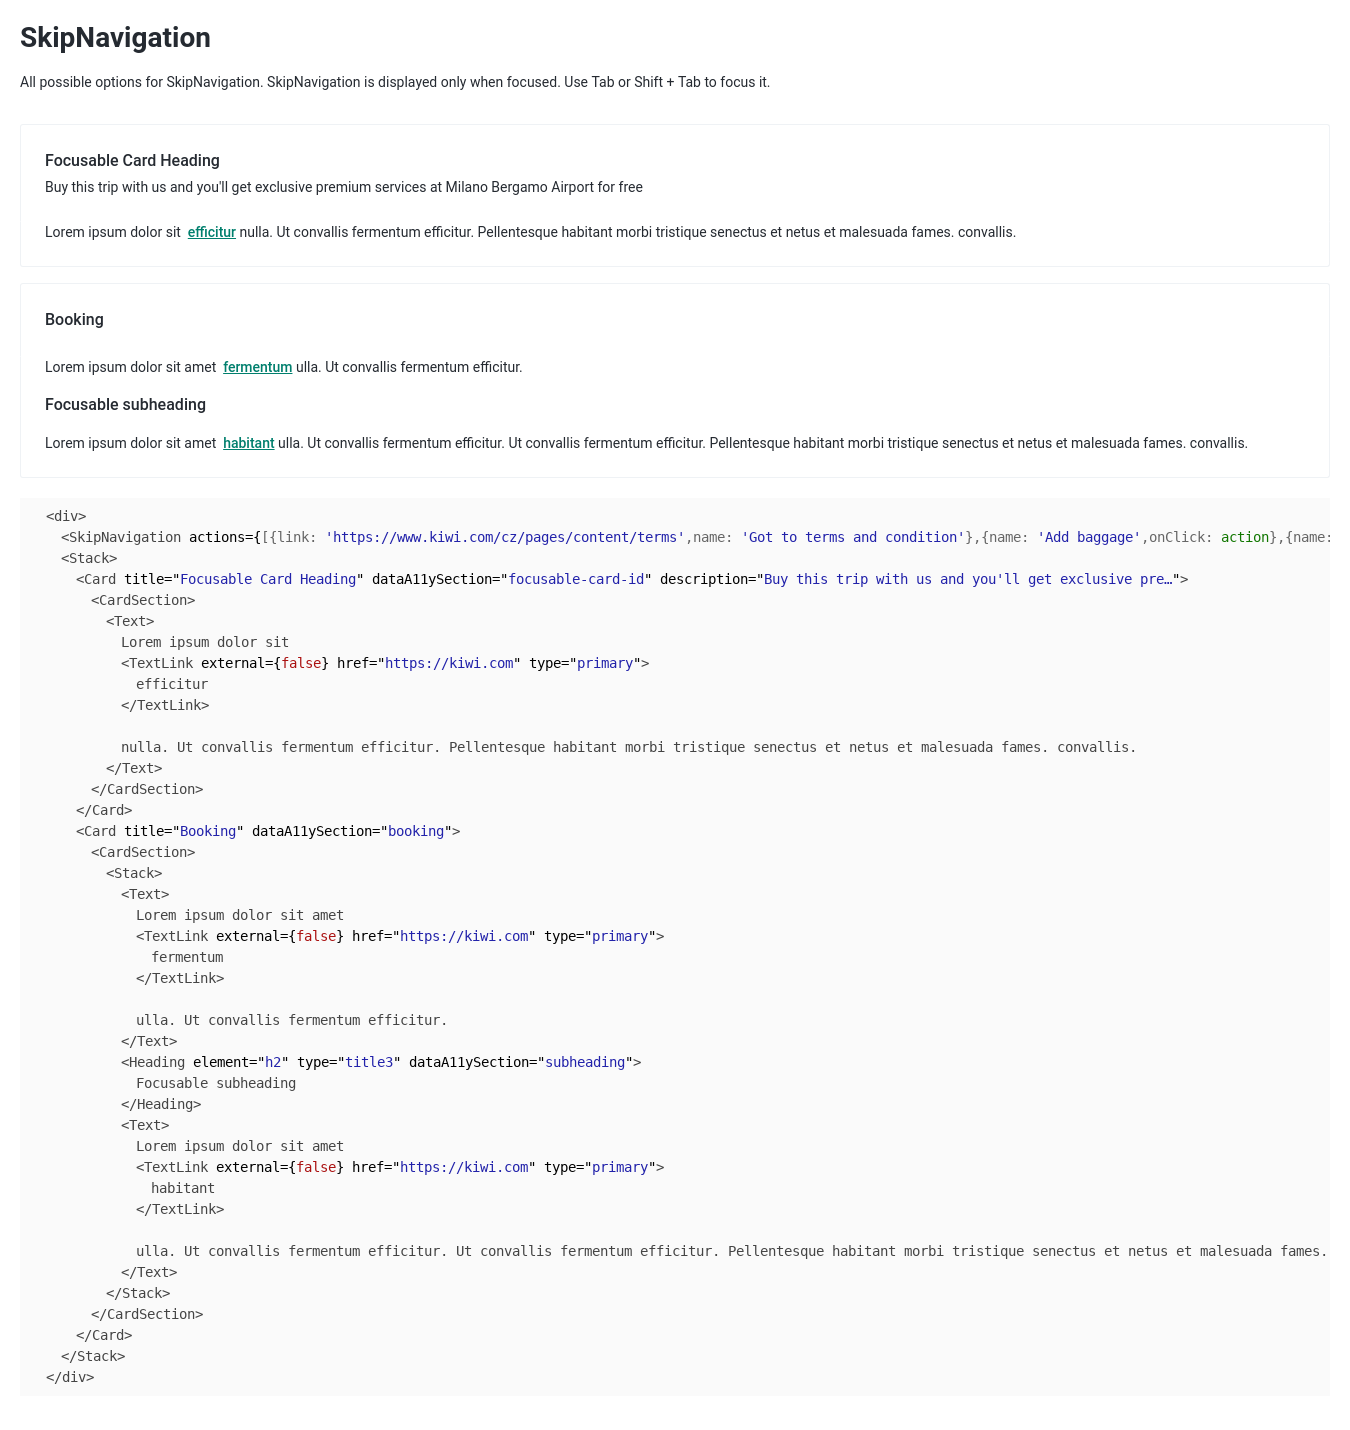 SkipNavigation
All possible options for SkipNavigation. SkipNavigation is displayed only when focused. Use Tab or Shift + Tab to focus it.
Focusable Card Heading
Buy this trip with us and you'll get exclusive premium services at Milano Bergamo Airport for free
Lorem ipsum dolor sit efficitur nulla. Ut convallis fermentum efficitur. Pellentesque habitant morbi tristique senectus et netus et malesuada fames. convallis.
Booking
Lorem ipsum dolor sit amet fermentum ulla. Ut convallis fermentum efficitur.
Focusable subheading
Lorem ipsum dolor sit amet habitant ulla. Ut convallis fermentum efficitur. Ut convallis fermentum efficitur. Pellentesque habitant morbi tristique senectus et netus et malesuada fames. convallis.
<div>
<SkipNavigation actions={[{link: 'https://www.kiwi.com/cz/pages/content/terms',name: 'Got to terms and condition'},{name: 'Add baggage',onClick: action},{name:
<Stack>
<Card title="Focusable Card Heading" dataA11ySection="focusable-card-id" description="Buy this trip with us and you'll get exclusive pre…">
<CardSection>
<Text>
Lorem ipsum dolor sit
<TextLink external={false} href="https://kiwi.com" type="primary">
efficitur
</TextLink>
nulla. Ut convallis fermentum efficitur. Pellentesque habitant morbi tristique senectus et netus et malesuada fames. convallis.
</Text>
</CardSection>
</Card>
<Card title="Booking" dataA11ySection="booking">
<CardSection>
<Stack>
<Text>
Lorem ipsum dolor sit amet
<TextLink external={false} href="https://kiwi.com" type="primary">
fermentum
</TextLink>
ulla. Ut convallis fermentum efficitur.
</Text>
<Heading element="h2" type="title3" dataA11ySection="subheading">
Focusable subheading
</Heading>
<Text>
Lorem ipsum dolor sit amet
<TextLink external={false} href="https://kiwi.com" type="primary">
habitant
</TextLink>
ulla. Ut convallis fermentum efficitur. Ut convallis fermentum efficitur. Pellentesque habitant morbi tristique senectus et netus et malesuada fames.
</Text>
</Stack>
</CardSection>
</Card>
</Stack>
</div>